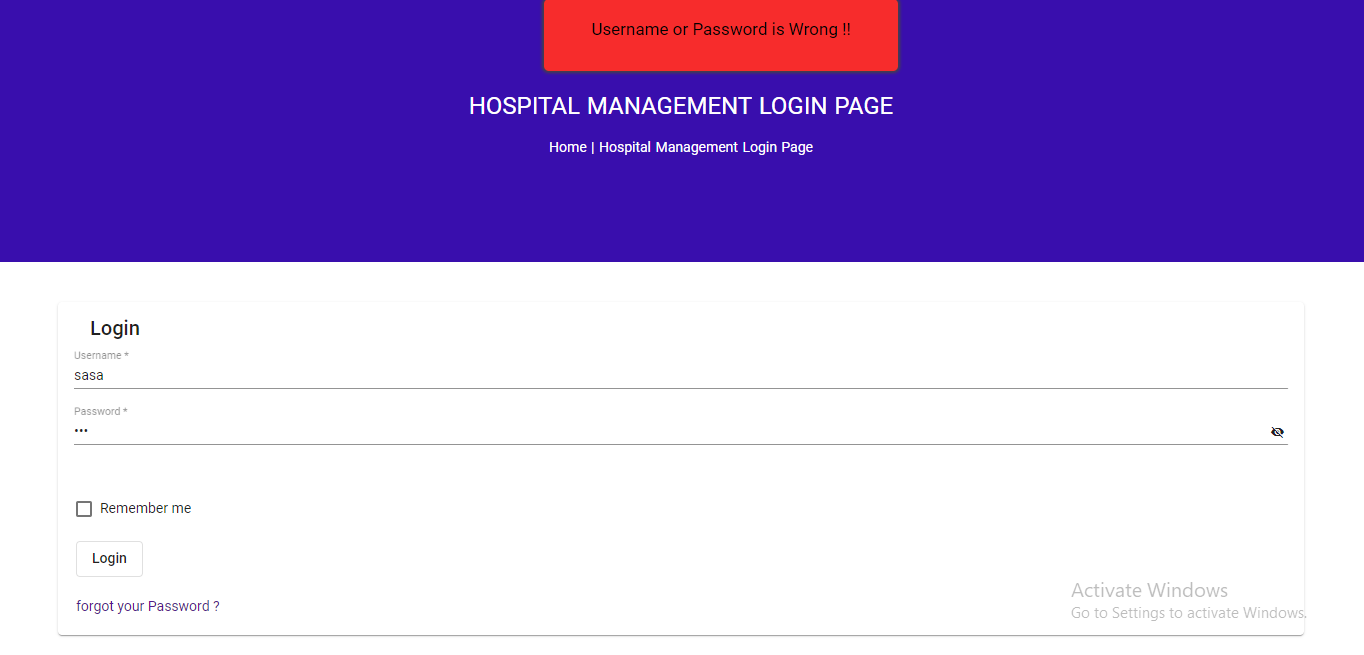 Username or Password is Wrong !!
HOSPITAL MANAGEMENT LOGIN PAGE
Home | Hospital Management Login Page
Login
Username *
sasa
Password *
•••
Remember me
Login
forgot your Password ?
Activate Windows
Go to Settings to activate Windows.